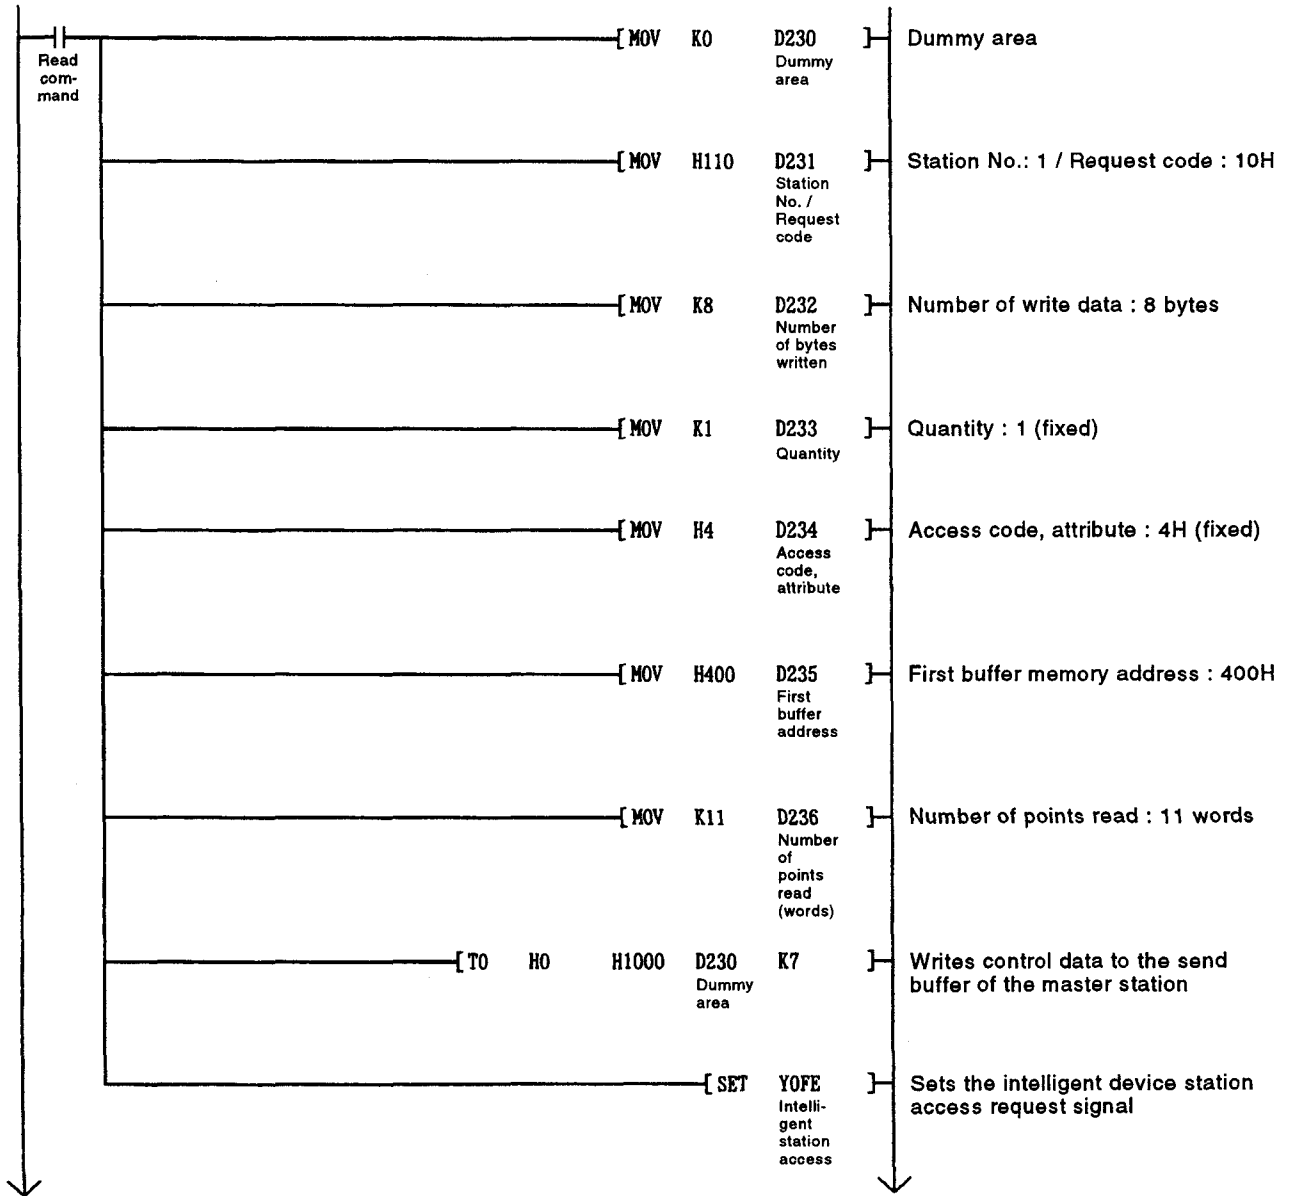 [ MOV K0 D230 ] Dummy area
Read
com-
mand
Dummy
area
[ MOV H110 D231 ] Station No.: 1 / Request code : 10H
Station
No. /
Request
code
[ MOV K8 D232 ] Number of write data : 8 bytes
Number
of bytes
written
[ MOV K1 D233 ] Quantity : 1 (fixed)
Quantity
[ MOV H4 D234 ] Access code, attribute : 4H (fixed)
Access
code,
attribute
[ MOV H400 D235 ] First buffer memory address : 400H
First
buffer
address
[ MOV K11 D236 ] Number of points read : 11 words
Number
of
points
read
(words)
[ TO H0 H1000 D230 K7 ] Writes control data to the send
buffer of the master station
Dummy
area
[ SET Y0FE ] Sets the intelligent device station
access request signal
Intelli-
gent
station
access